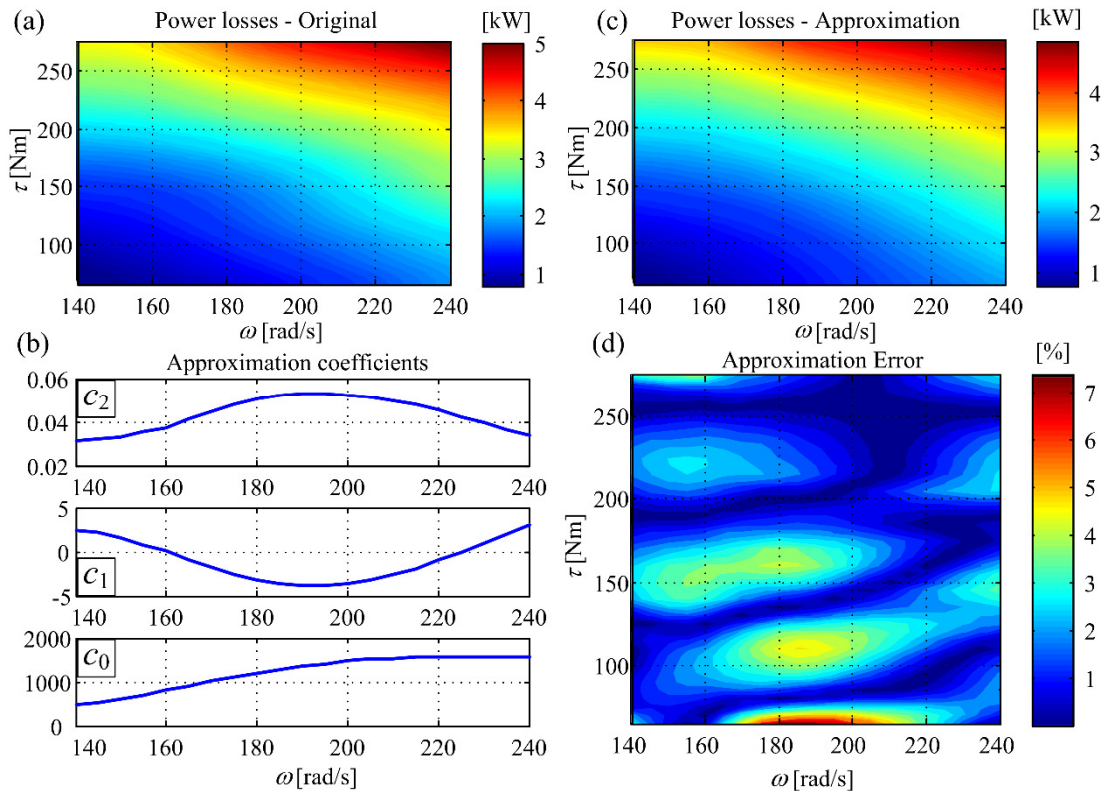 (a) Power losses - Original [kW]
250
200
150
100
τ [Nm]
5
4
3
2
1
140 160 180 200 220 240
ω [rad/s]
(c) Power losses - Approximation [kW]
250
200
150
100
τ [Nm]
4
3
2
1
140 160 180 200 220 240
ω [rad/s]
(b) Approximation coefficients
0.06
0.04
0.02
c2
140 160 180 200 220 240
5
0
-5
c1
140 160 180 200 220 240
2000
1000
0
c0
140 160 180 200 220 240
ω [rad/s]
(d) Approximation Error [%]
250
200
150
100
τ [Nm]
7
6
5
4
3
2
1
140 160 180 200 220 240
ω [rad/s]